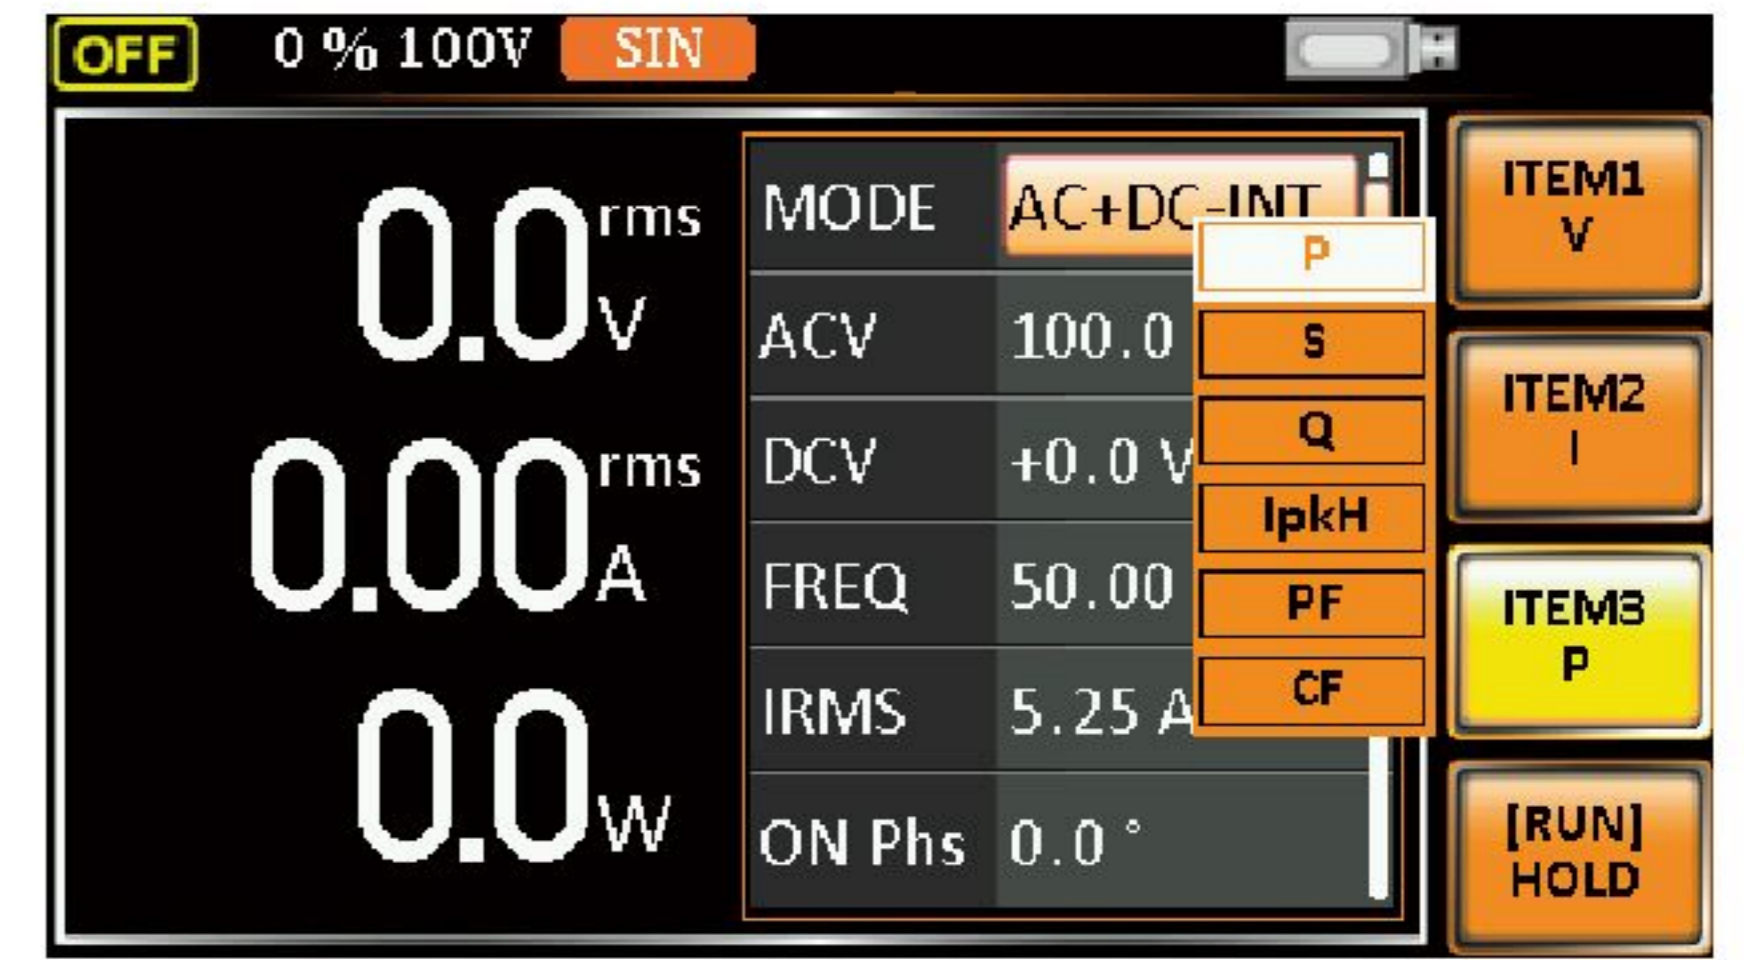 OFF 0 % 100V SIN
0.0 rms V
0.00 rms A
0.0 W
MODE AC+DC-INT
ACV 100.0
DCV +0.0 V
FREQ 50.00
IRMS 5.25 A
ON Phs 0.0 °
P
S
Q
IpkH
PF
CF
ITEM1
V
ITEM2
I
ITEM3
P
[RUN]
HOLD